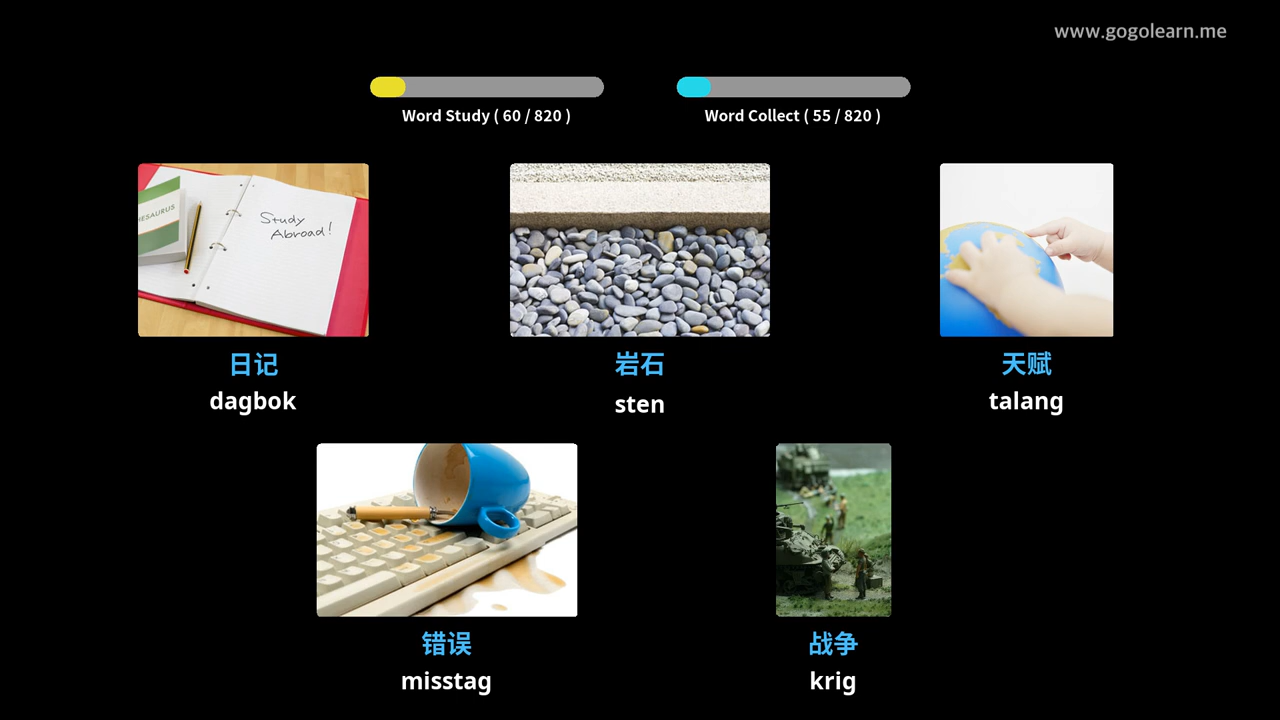 www.gogolearn.me
Word Study ( 60 / 820 )
Word Collect ( 55 / 820 )
HESAURUS
Study
Abroad!
日记
dagbok
岩石
sten
天赋
talang
错误
misstag
战争
krig